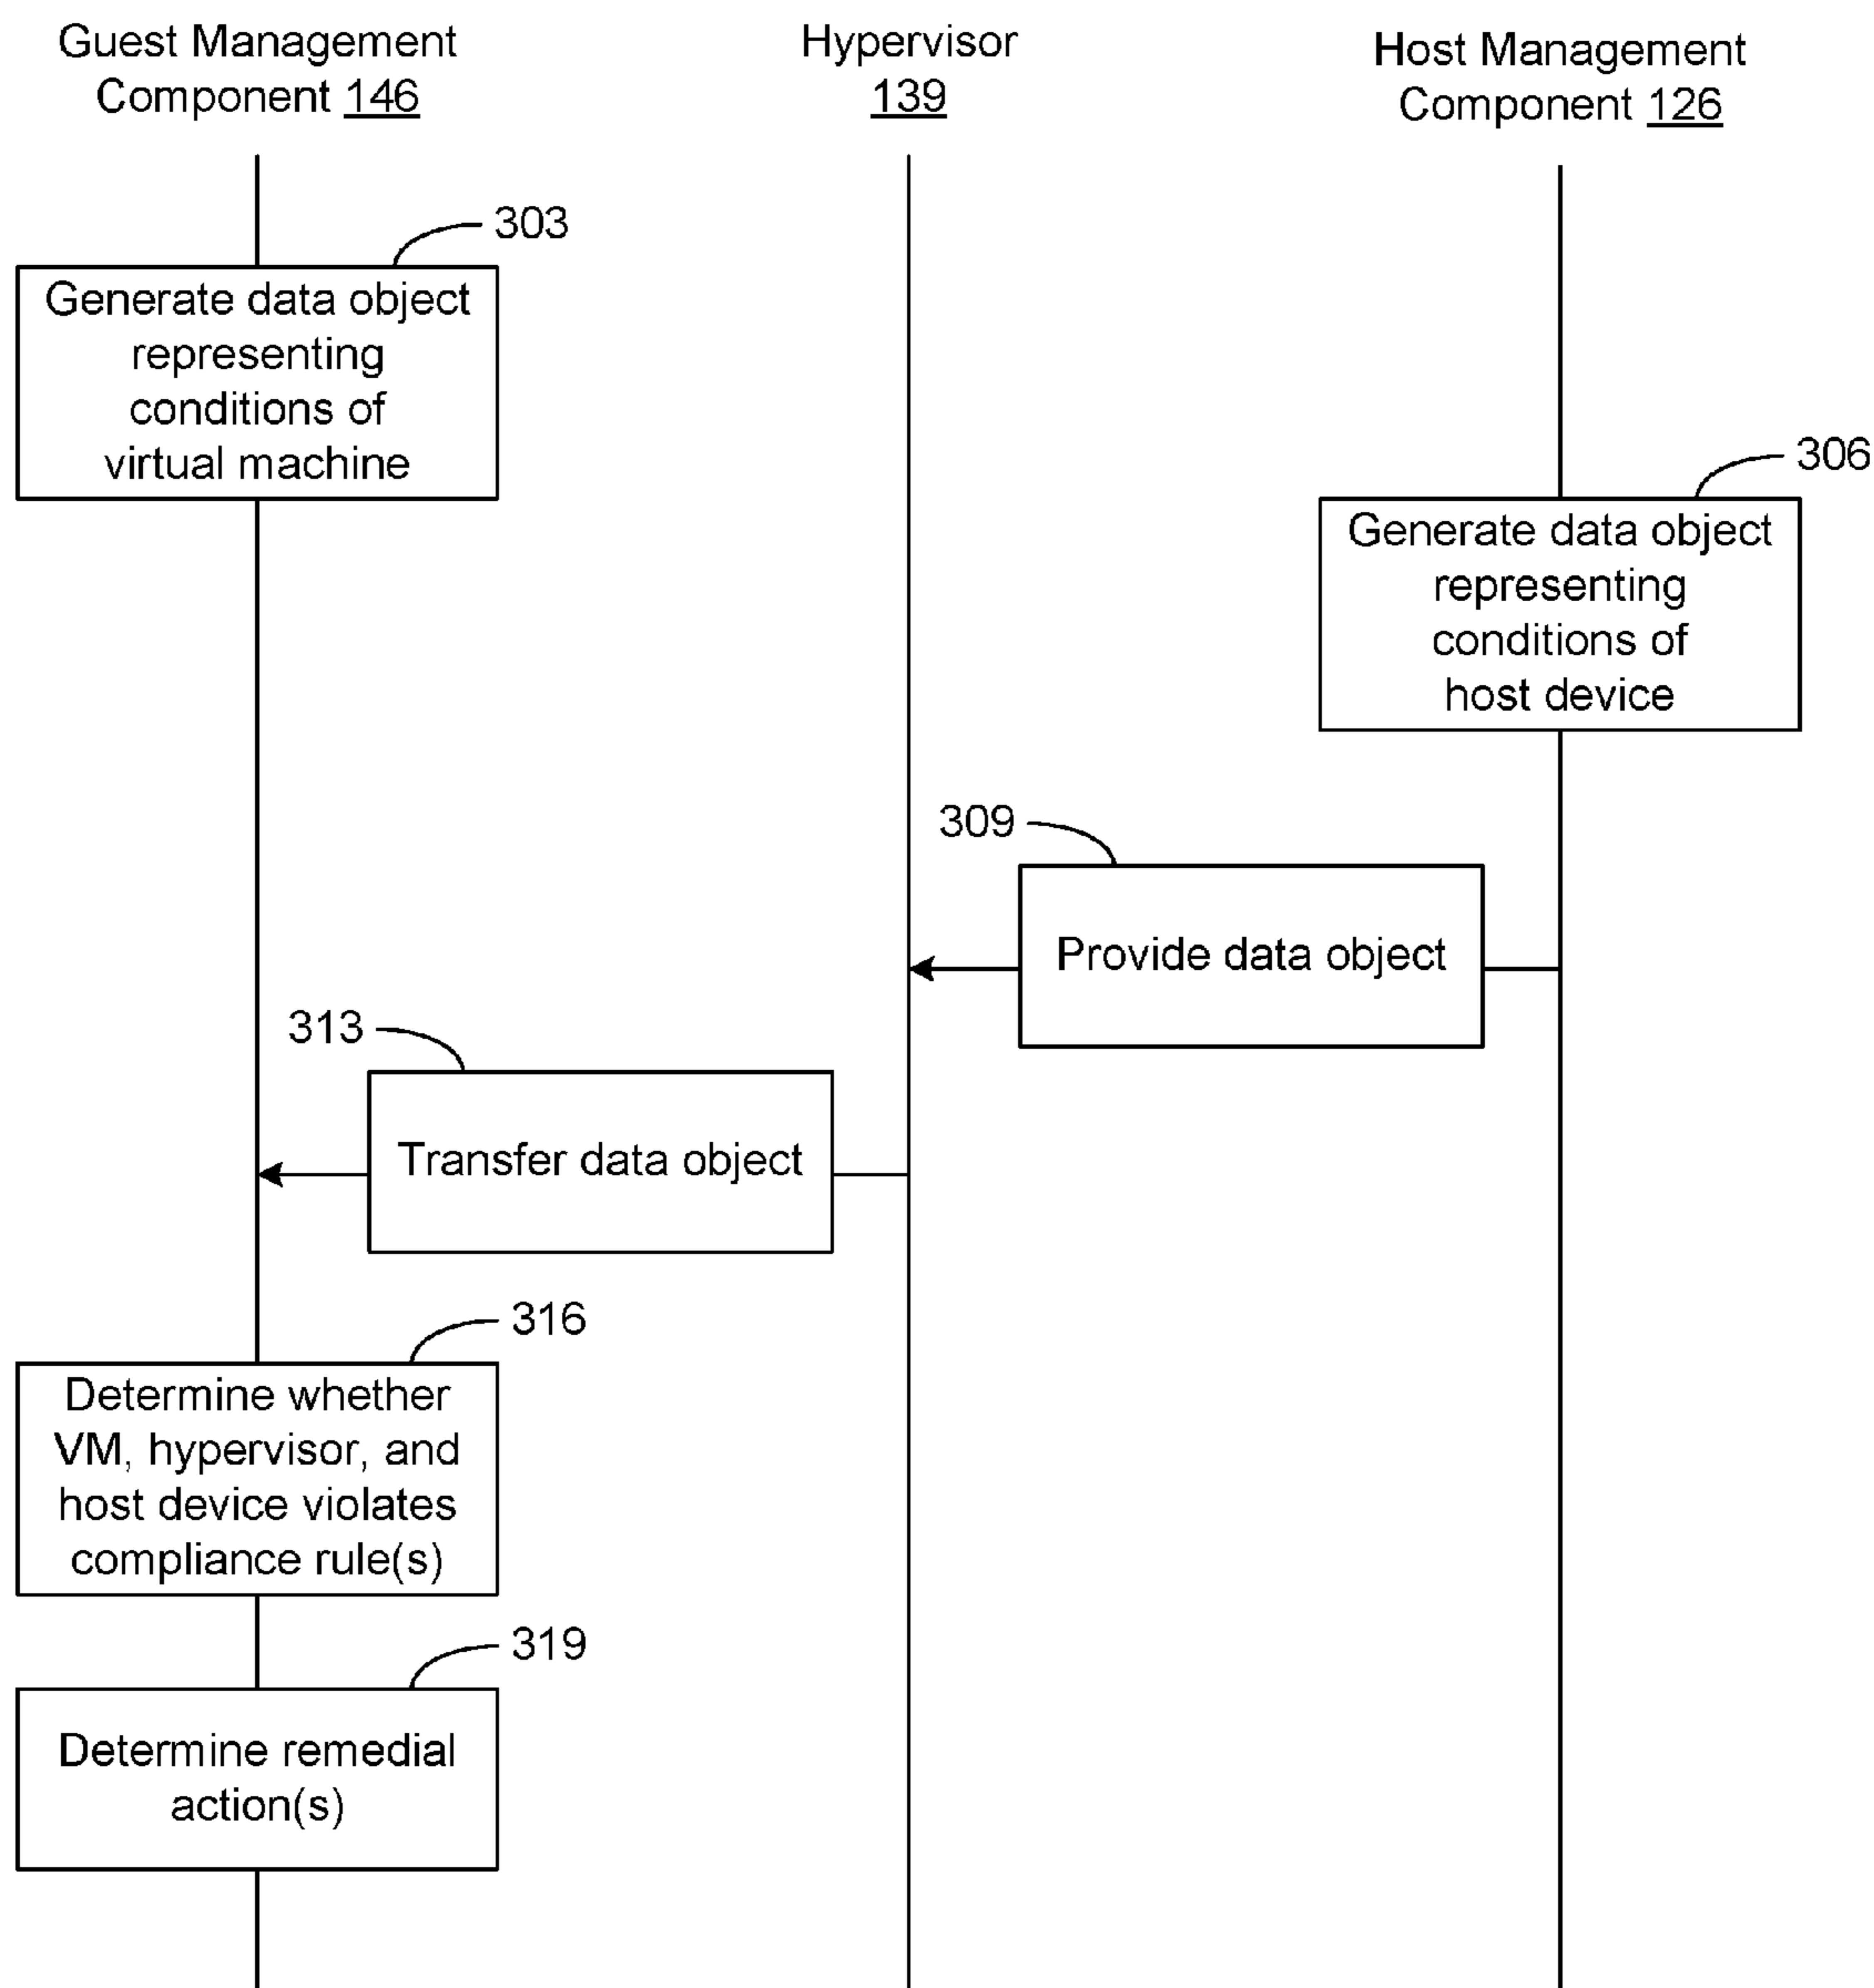 Guest Management
Component 146
Hypervisor
139
Host Management
Component 126
303
Generate data object
representing
conditions of
virtual machine
306
Generate data object
representing
conditions of
host device
309
Provide data object
313
Transfer data object
316
Determine whether
VM, hypervisor, and
host device violates
compliance rule(s)
319
Determine remedial
action(s)